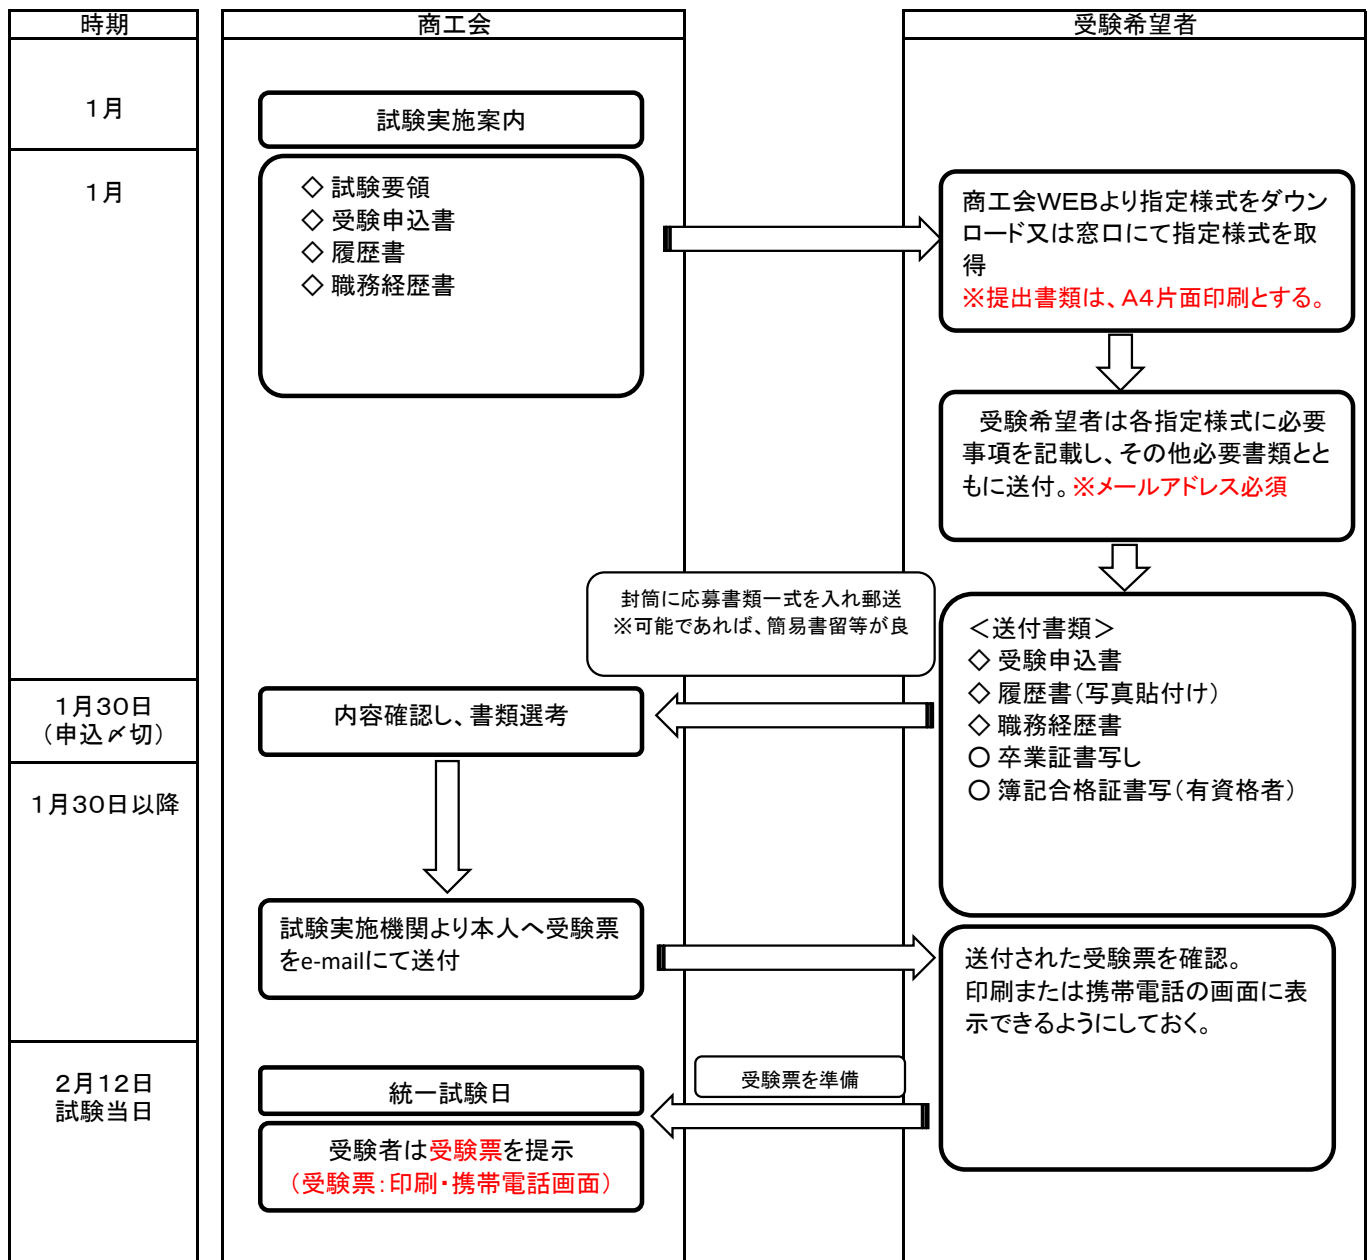 時期
商工会
受験希望者
1月
試験実施案内
1月
◇ 試験要領
◇ 受験申込書
◇ 履歴書
◇ 職務経歴書
商工会WEBより指定様式をダウン
ロード又は窓口にて指定様式を取
得
※提出書類は、A4片面印刷とする。
受験希望者は各指定様式に必要
事項を記載し、その他必要書類とと
もに送付。※メールアドレス必須
封筒に応募書類一式を入れ郵送
※可能であれば、簡易書留等が良
＜送付書類＞
◇ 受験申込書
◇ 履歴書（写真貼付け）
◇ 職務経歴書
○ 卒業証書写し
○ 簿記合格証書写（有資格者）
1月30日
（申込〆切）
内容確認し、書類選考
1月30日以降
試験実施機関より本人へ受験票
をe-mailにて送付
送付された受験票を確認。
印刷または携帯電話の画面に表
示できるようにしておく。
2月12日
試験当日
統一試験日
受験票を準備
受験者は受験票を提示
（受験票：印刷・携帯電話画面）